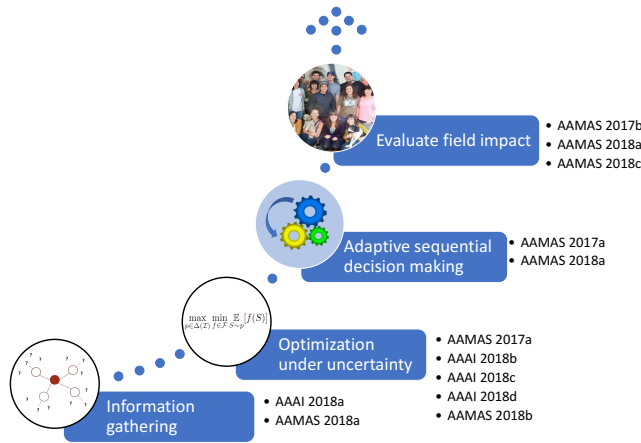 Evaluate field impact
• AAMAS 2017b
• AAMAS 2018a
• AAMAS 2018c
Adaptive sequential
decision making
• AAMAS 2017a
• AAMAS 2018a
max min 𝔼 [f(S)]
p∈Δ(𝓘) f∈𝓕 S∼p
Optimization
under uncertainty
• AAMAS 2017a
• AAAI 2018b
• AAAI 2018c
• AAAI 2018d
• AAMAS 2018b
? ? ? ? ? ? ? ? ? ? ?
Information
gathering
• AAAI 2018a
• AAMAS 2018a